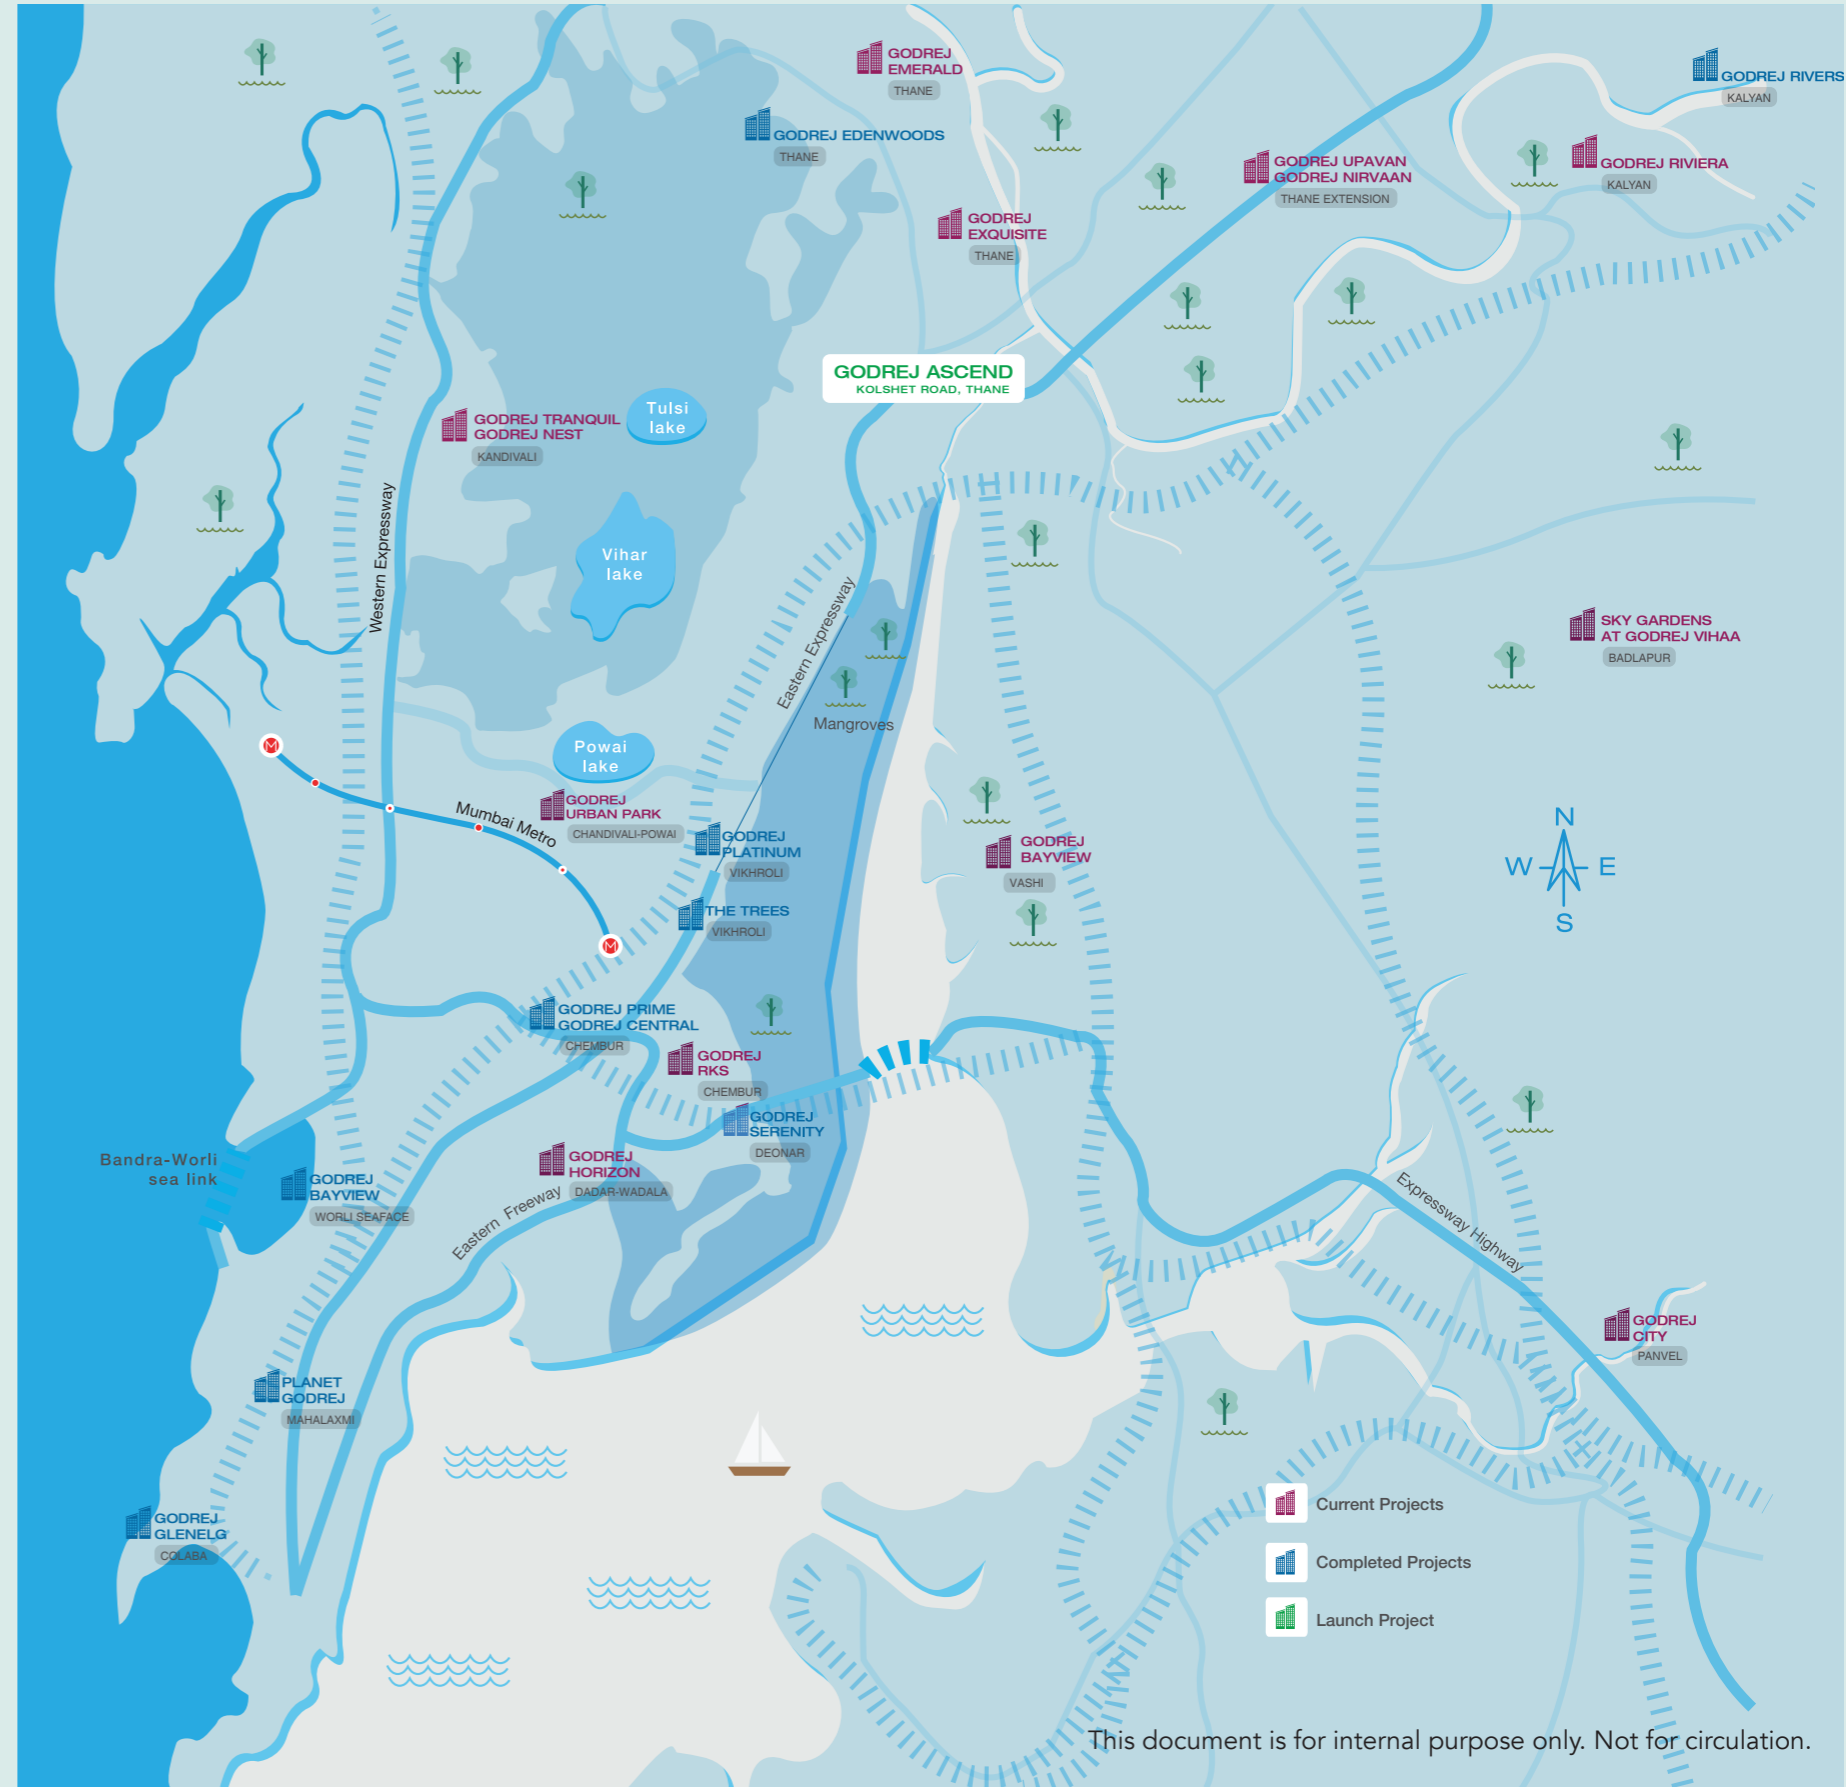 GODREJ
EMERALD
THANE
GODREJ RIVERS
KALYAN
GODREJ EDENWOODS
THANE
GODREJ UPAVAN
GODREJ NIRVAAN
THANE EXTENSION
GODREJ RIVIERA
KALYAN
GODREJ
EXQUISITE
THANE
GODREJ ASCEND
KOLSHET ROAD, THANE
GODREJ TRANQUIL
GODREJ NEST
KANDIVALI
Tulsi
lake
Western Expressway
Vihar
lake
Eastern Expressway
SKY GARDENS
AT GODREJ VIHAA
BADLAPUR
Mangroves
Powai
lake
Mumbai Metro
M
GODREJ
URBAN PARK
CHANDIVALI-POWAI
GODREJ
PLATINUM
VIKHROLI
GODREJ
BAYVIEW
VASHI
N
W
E
S
THE TREES
VIKHROLI
M
GODREJ PRIME
GODREJ CENTRAL
CHEMBUR
GODREJ
RKS
CHEMBUR
GODREJ
SERENITY
DEONAR
Bandra-Worli
sea link
GODREJ
BAYVIEW
WORLI SEAFACE
GODREJ
HORIZON
DADAR-WADALA
Eastern Freeway
Expressway Highway
GODREJ
CITY
PANVEL
PLANET
GODREJ
MAHALAXMI
GODREJ
GLENELG
COLABA
Current Projects
Completed Projects
Launch Project
This document is for internal purpose only. Not for circulation.